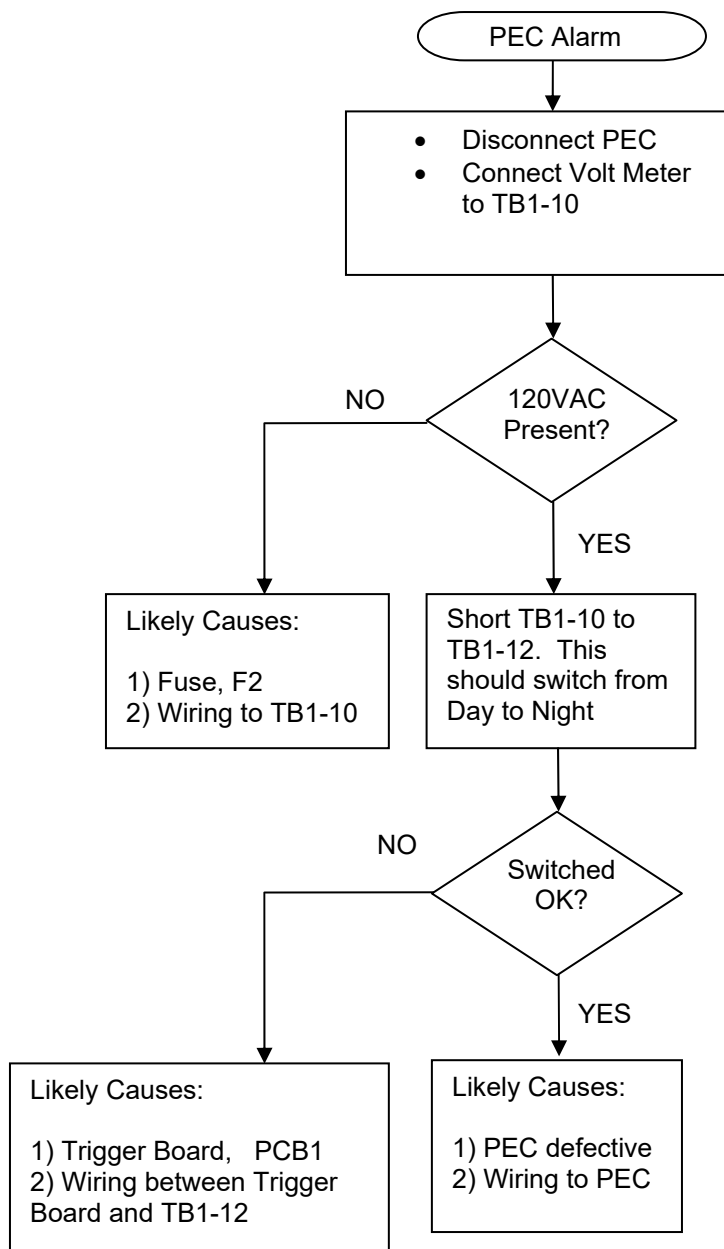 PEC Alarm
• Disconnect PEC
• Connect Volt Meter
to TB1-10
120VAC
Present?
NO
YES
Likely Causes:
1) Fuse, F2
2) Wiring to TB1-10
Short TB1-10 to
TB1-12. This
should switch from
Day to Night
Switched
OK?
NO
YES
Likely Causes:
1) Trigger Board, PCB1
2) Wiring between Trigger
Board and TB1-12
Likely Causes:
1) PEC defective
2) Wiring to PEC